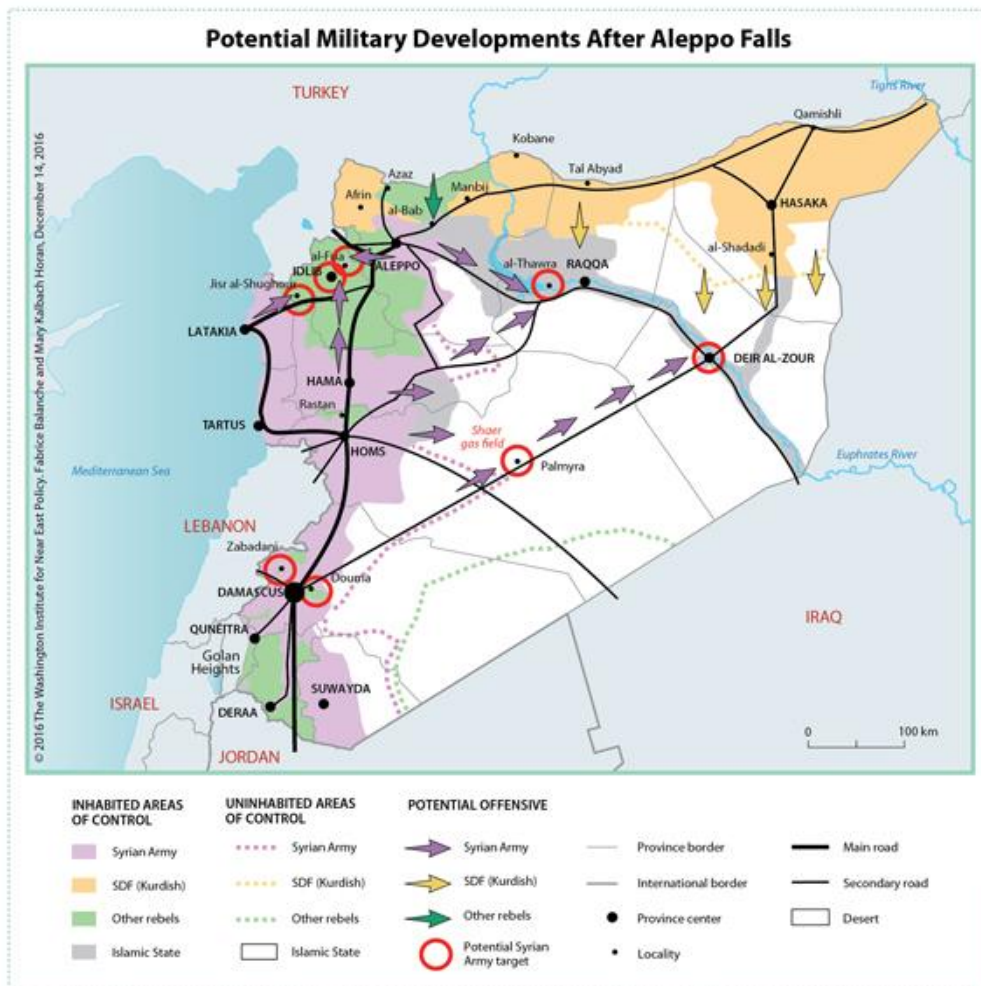 Potential Military Developments After Aleppo Falls
© 2016 The Washington Institute for Near East Policy. Fabrice Balanche and Mary Kalbach Horan, December 14, 2016
TURKEY
Tigris River
Qamishli
Kobane
Tal Abyad
Azaz
Afrin
Manbij
al-Bab
HASAKA
al-Fua
ALEPPO
al-Shadadi
IDLIB
al-Thawra
RAQQA
Jisr al-Shughour
LATAKIA
DEIR AL-ZOUR
HAMA
Rastan
TARTUS
HOMS
Shaer
gas field
Palmyra
Mediterranean Sea
Euphrates River
LEBANON
Zabadani
Douma
DAMASCUS
QUNEITRA
Golan
Heights
IRAQ
SUWAYDA
ISRAEL
DERAA
JORDAN
0 100 km
INHABITED AREAS
OF CONTROL
Syrian Army
SDF (Kurdish)
Other rebels
Islamic State
UNINHABITED AREAS
OF CONTROL
Syrian Army
SDF (Kurdish)
Other rebels
Islamic State
POTENTIAL OFFENSIVE
Syrian Army
SDF (Kurdish)
Other rebels
Potential Syrian
Army target
Province border
International border
Province center
Locality
Main road
Secondary road
Desert